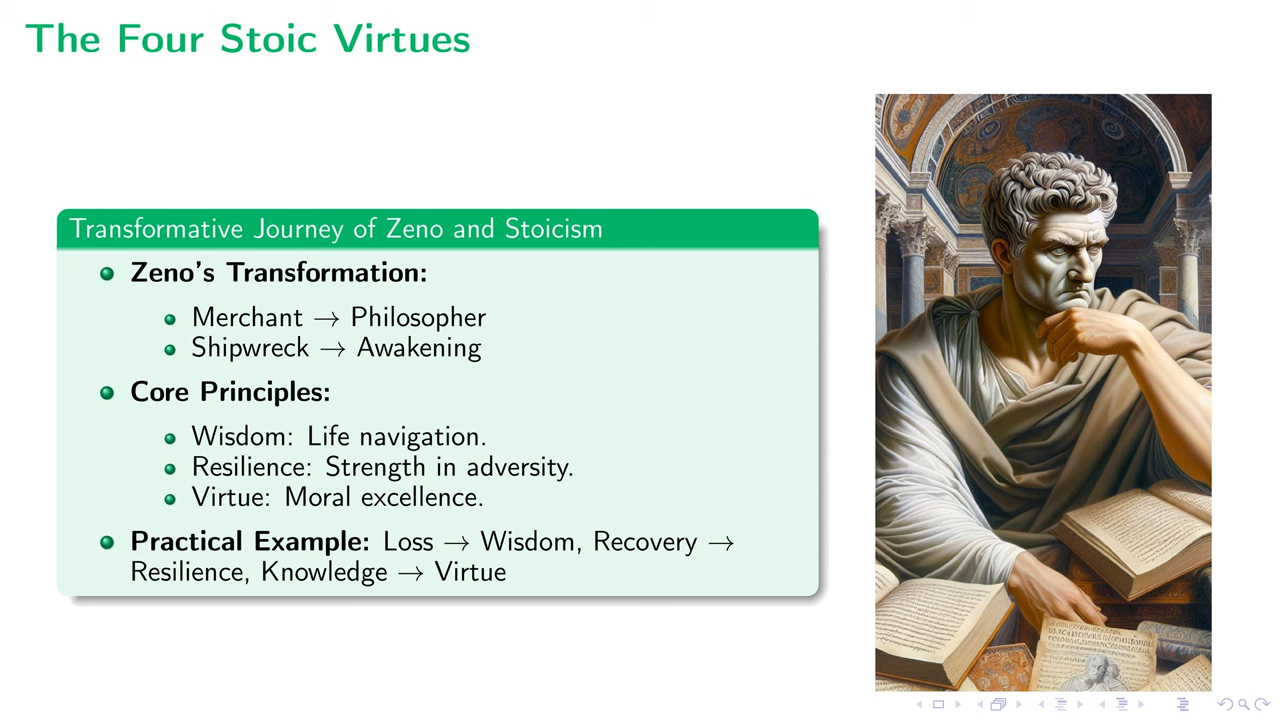 The Four Stoic Virtues
Transformative Journey of Zeno and Stoicism
Zeno's Transformation:
Merchant → Philosopher
Shipwreck → Awakening
Core Principles:
Wisdom: Life navigation.
Resilience: Strength in adversity.
Virtue: Moral excellence.
Practical Example: Loss → Wisdom, Recovery →
Resilience, Knowledge → Virtue